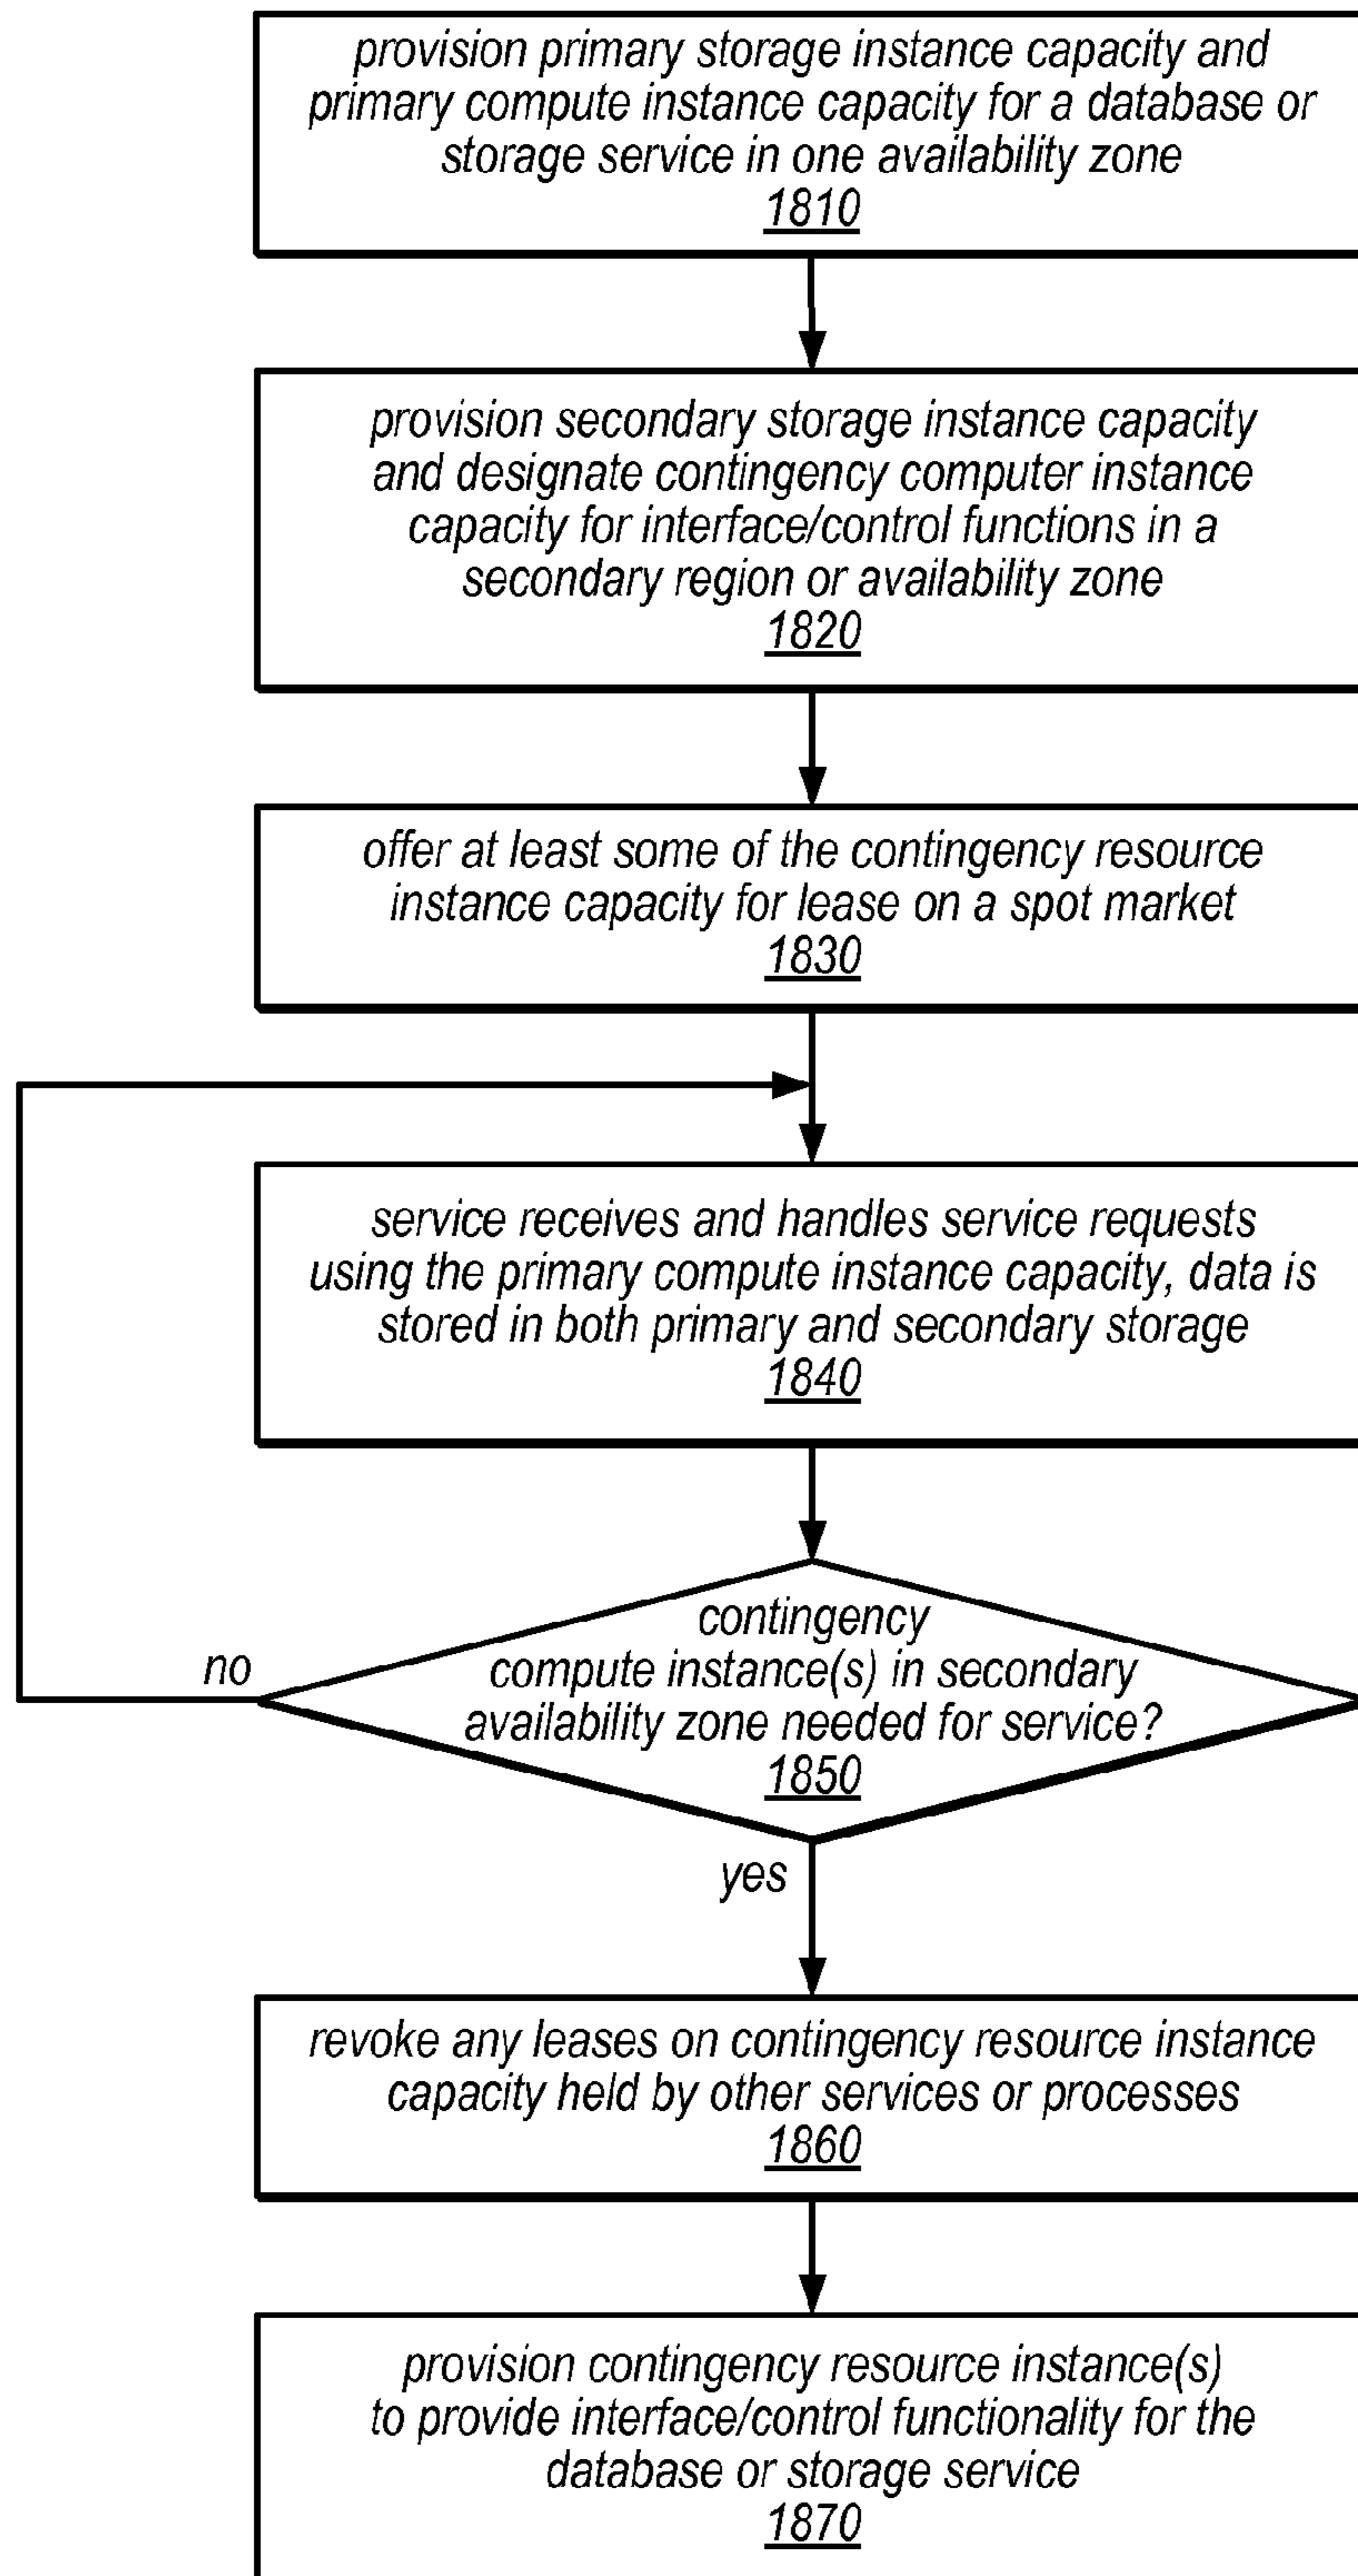 provision primary storage instance capacity and
primary compute instance capacity for a database or
storage service in one availability zone
1810
provision secondary storage instance capacity
and designate contingency computer instance
capacity for interface/control functions in a
secondary region or availability zone
1820
offer at least some of the contingency resource
instance capacity for lease on a spot market
1830
service receives and handles service requests
using the primary compute instance capacity, data is
stored in both primary and secondary storage
1840
contingency
compute instance(s) in secondary
availability zone needed for service?
1850
no
yes
revoke any leases on contingency resource instance
capacity held by other services or processes
1860
provision contingency resource instance(s)
to provide interface/control functionality for the
database or storage service
1870